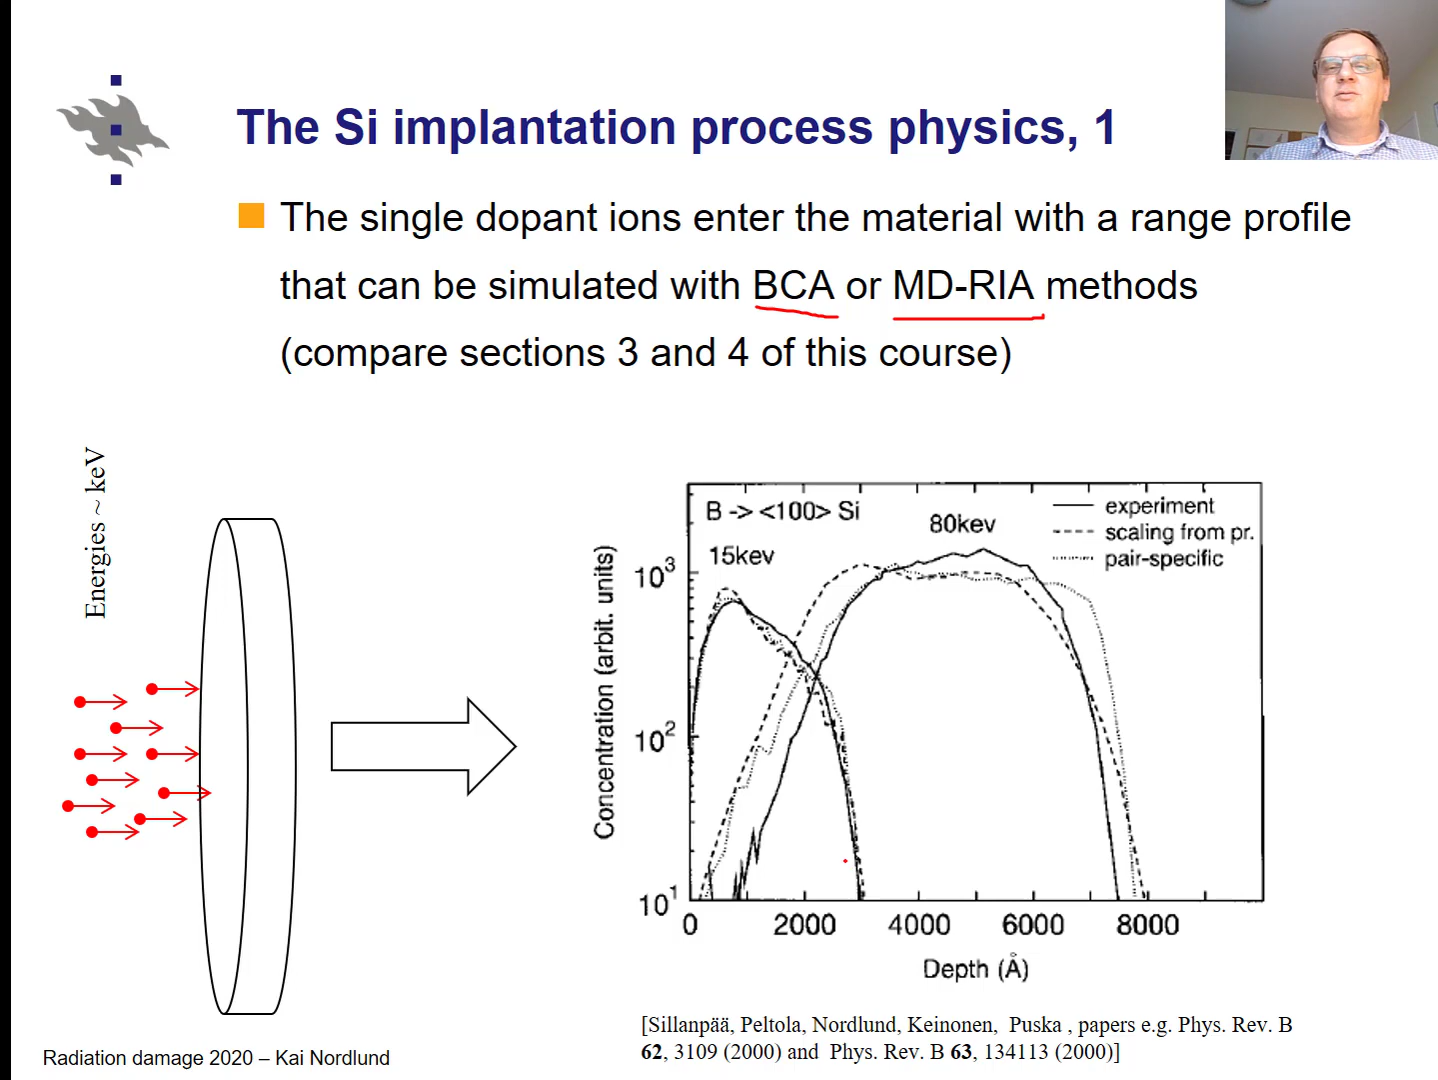 The Si implantation process physics, 1
The single dopant ions enter the material with a range profile
that can be simulated with BCA or MD-RIA methods
(compare sections 3 and 4 of this course)
Energies ~ keV
B -> <100> Si
15kev
80kev
experiment
scaling from pr.
pair-specific
Concentration (arbit. units)
10³
10²
10¹
0 2000 4000 6000 8000
Depth (Å)
[Sillanpää, Peltola, Nordlund, Keinonen, Puska , papers e.g. Phys. Rev. B
62, 3109 (2000) and Phys. Rev. B 63, 134113 (2000)]
Radiation damage 2020 – Kai Nordlund